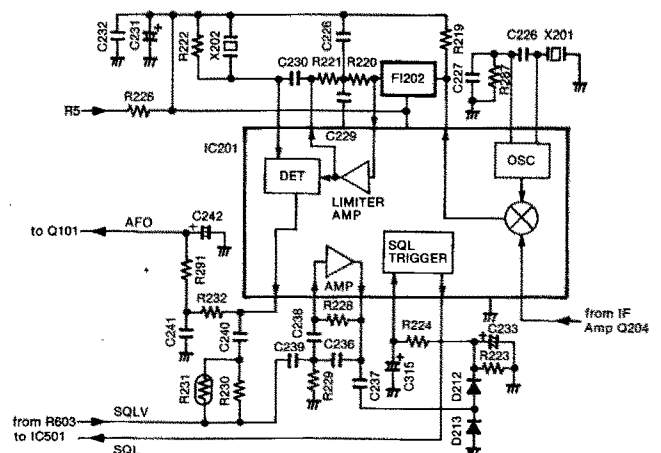 C232
C231
R222
X202
C226
R219
C226
X201
C230
R221
R220
FI202
C227
R287
R5
R226
C229
IC201
OSC
DET
LIMITER
AMP
to Q101
AFO
C242
SQL
TRIGGER
AMP
R291
R232
R228
R224
C233
from IF
Amp Q204
C241
C240
C238
C239
C236
R223
R231
R230
R229
C237
C315
D212
D213
from R603
SQLV
to IC501
SQL